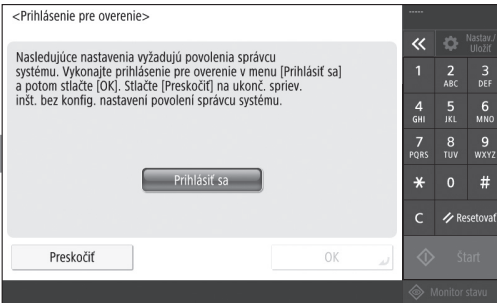 <Prihlásenie pre overenie>
Nasledujúce nastavenia vyžadujú povolenia správcu
systému. Vykonajte prihlásenie pre overenie v menu [Prihlásiť sa]
a potom stlačte [OK]. Stlačte [Preskočiť] na ukonč. spriev.
inšt. bez konfig. nastavení povolení správcu systému.
Prihlásiť sa
Preskočiť
OK
-----
Nastav./
Uložiť
1 2 3
ABC DEF
4 5 6
GHI JKL MNO
7 8 9
PQRS TUV WXYZ
* 0 #
C Resetovať
Štart
Monitor stavu